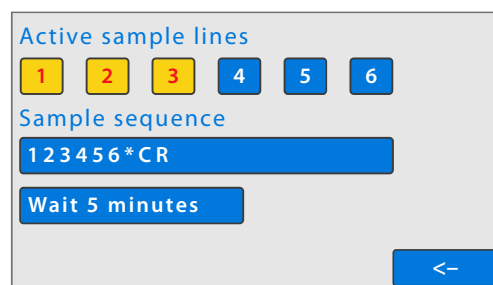 Active sample lines
1 2 3 4 5 6
Sample sequence
123456*CR
Wait 5 minutes
<–